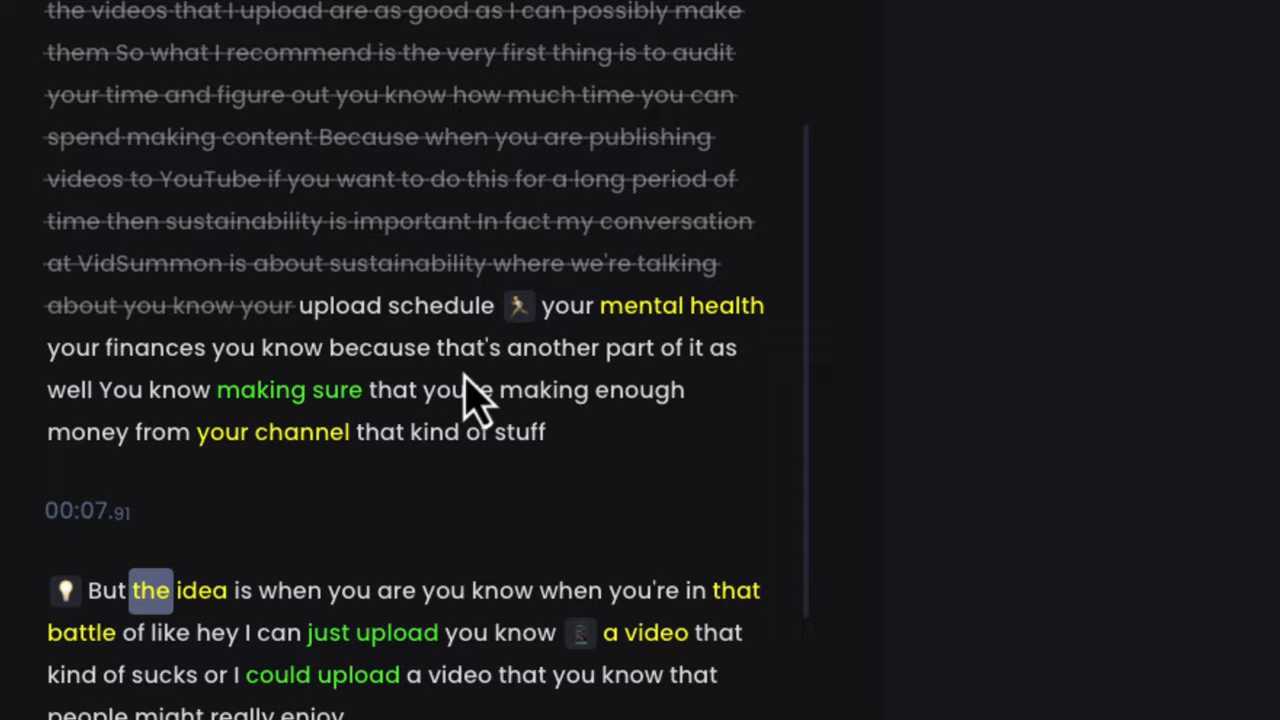 the videos that I upload are as good as I can possibly make
them So what I recommend is the very first thing is to audit
your time and figure out you know how much time you can
spend making content Because when you are publishing
videos to YouTube if you want to do this for a long period of
time then sustainability is important In fact my conversation
at VidSummon is about sustainability where we're talking
about you know your upload schedule your mental health
your finances you know because that's another part of it as
well You know making sure that you're making enough
money from your channel that kind of stuff
00:07.91
But the idea is when you are you know when you're in that
battle of like hey I can just upload you know a video that
kind of sucks or I could upload a video that you know that
people might really enjoy